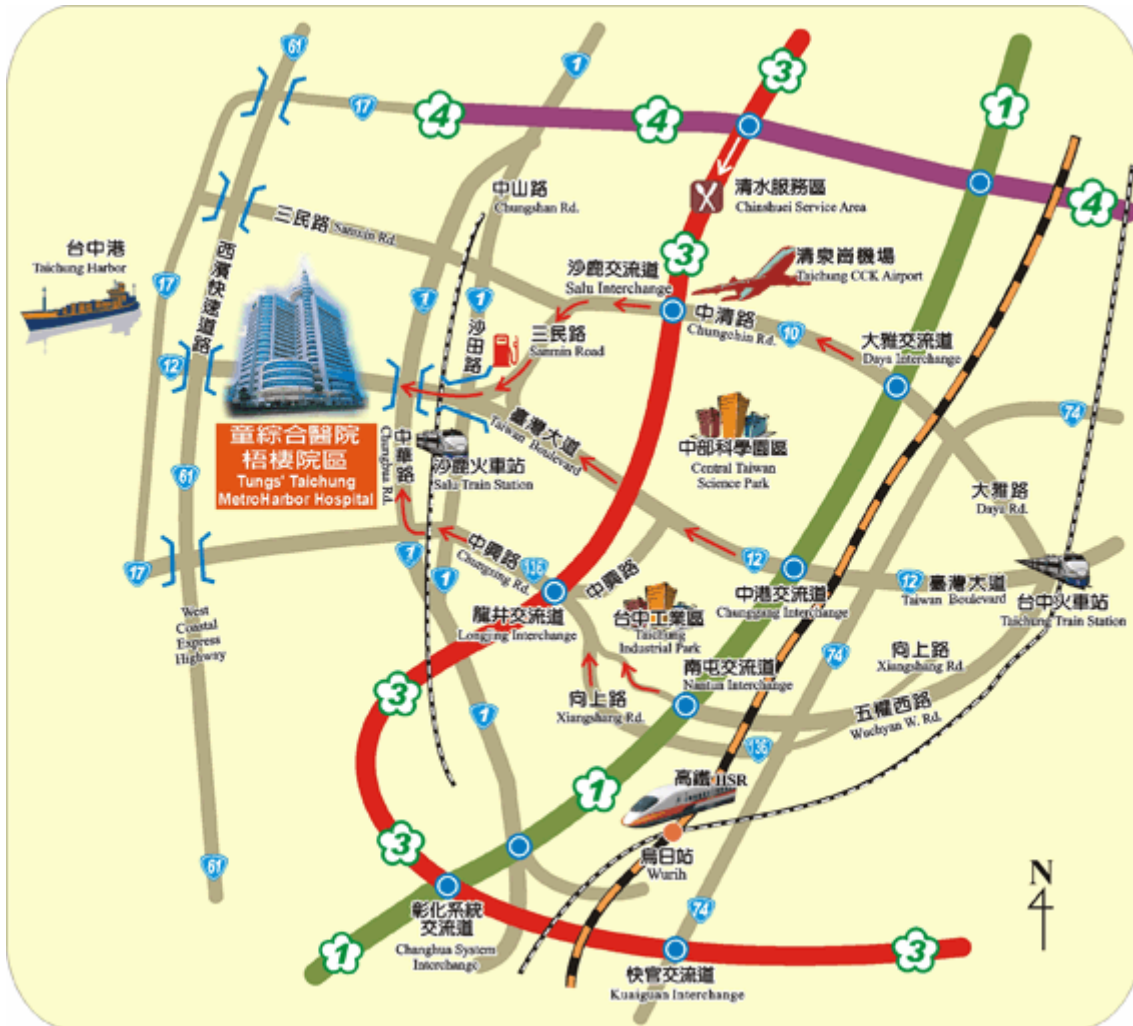 61
1
3
1
17
4
4
4
中山路
Chungshan Rd.
清水服務區
Chinshuei Service Area
三民路 Sanmin Rd.
台中港
Taichung Harbor
西濱快速道路
3
沙鹿交流道
Salu Interchange
清泉崗機場
Taichung CCK Airport
17
1
1
沙田路
三民路
Sanmin Road
中清路
Chungchin Rd.
10
大雅交流道
Daya Interchange
12
74
童綜合醫院
梧棲院區
Tungs' Taichung
MetroHarbor Hospital
中華路
Chunghua Rd.
沙鹿火車站
Salu Train Station
臺灣大道
Taiwan Boulevard
中部科學園區
Central Taiwan
Science Park
大雅路
Daya Rd.
61
17
中興路
Chungsing Rd.
136
1
1
中興路
12
中港交流道
Chunggang Interchange
12
臺灣大道
Taiwan Boulevard
台中火車站
Taichung Train Station
龍井交流道
Longjing Interchange
台中工業區
Taichung
Industrial Park
West
Coastal
Express
Highway
74
向上路
Xiangshang Rd.
南屯交流道
Nantun Interchange
3
向上路
Xiangshang Rd.
五權西路
Wuchyan W. Rd.
1
136
高鐵 HSR
1
3
烏日站
Wurih
61
彰化系統
交流道
Changhua System
Interchange
74
N
1
3
快官交流道
Kuaiguan Interchange